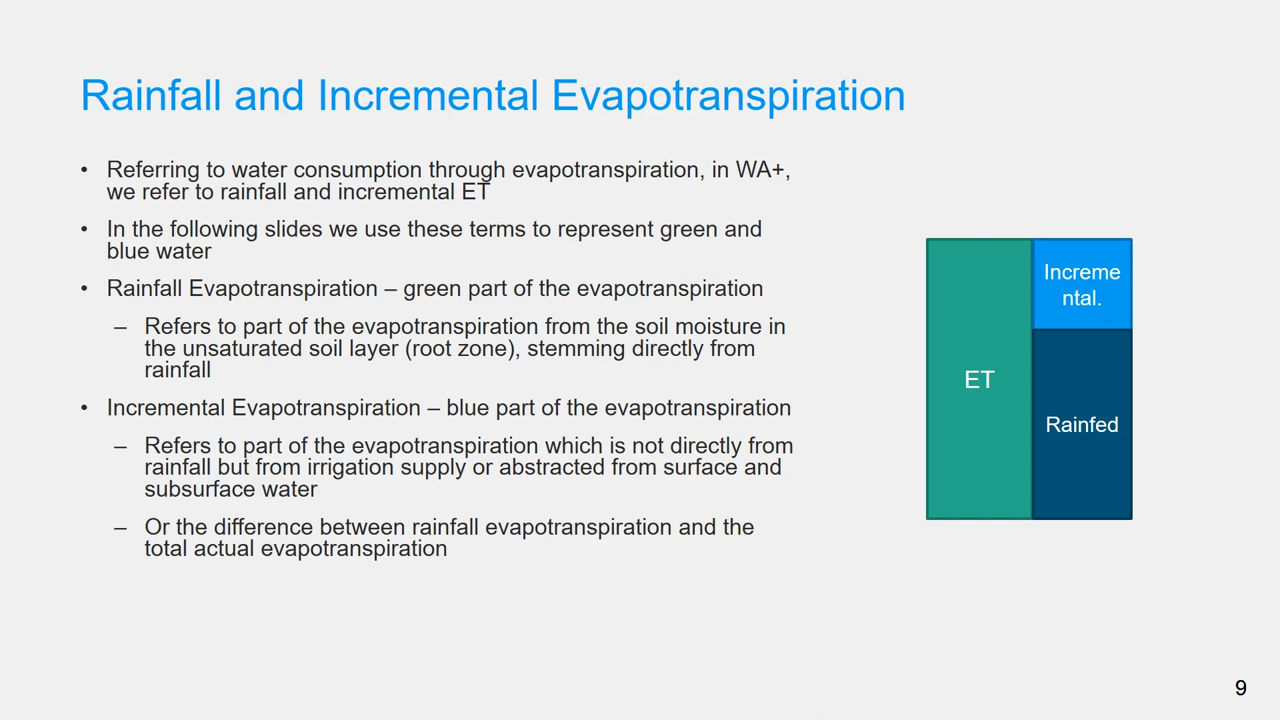 Rainfall and Incremental Evapotranspiration
• Referring to water consumption through evapotranspiration, in WA+,
we refer to rainfall and incremental ET
• In the following slides we use these terms to represent green and
blue water
• Rainfall Evapotranspiration – green part of the evapotranspiration
– Refers to part of the evapotranspiration from the soil moisture in
the unsaturated soil layer (root zone), stemming directly from
rainfall
• Incremental Evapotranspiration – blue part of the evapotranspiration
– Refers to part of the evapotranspiration which is not directly from
rainfall but from irrigation supply or abstracted from surface and
subsurface water
– Or the difference between rainfall evapotranspiration and the
total actual evapotranspiration
ET
Increme
ntal.
Rainfed
9